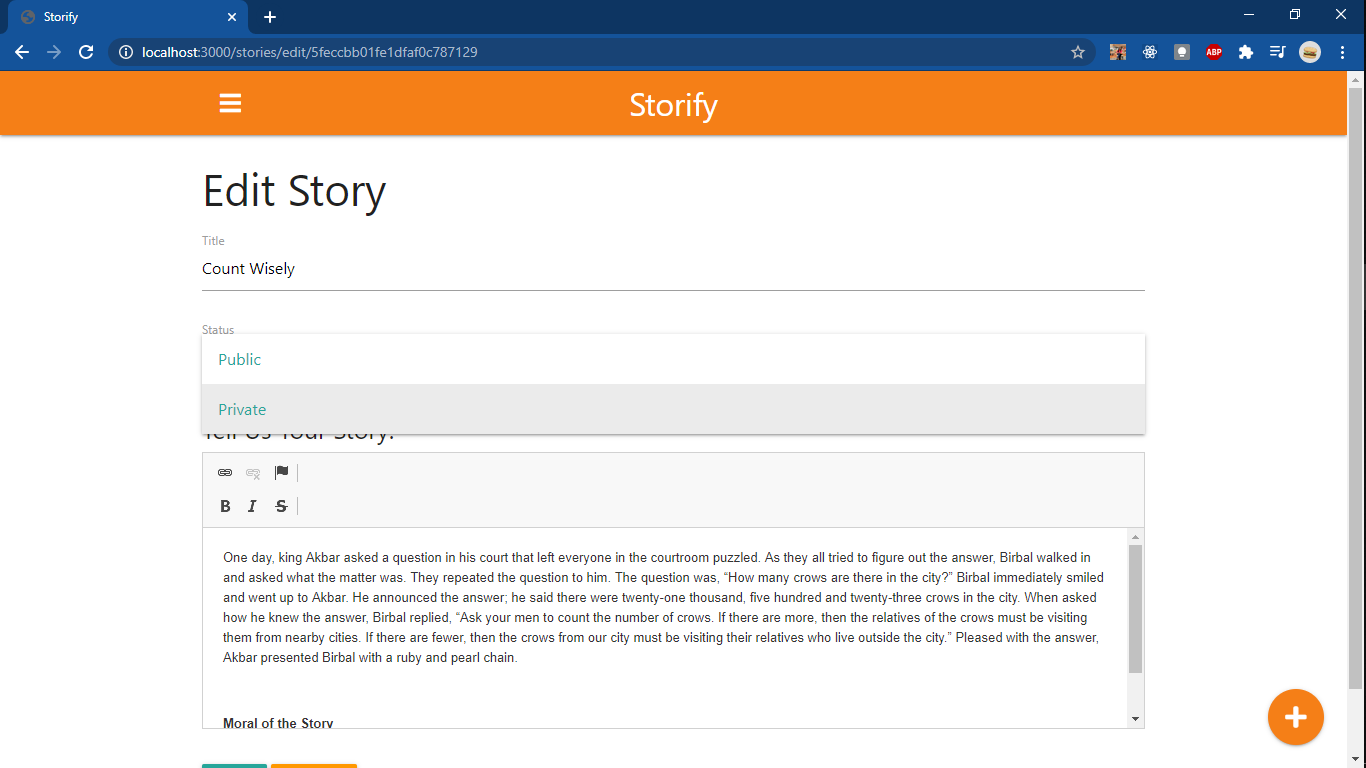 Storify
localhost:3000/stories/edit/5feccbb01fe1dfaf0c787129
ABP
Storify
Edit Story
Title
Count Wisely
Status
Public
Private
Tell Us Your Story:
B I S
One day, king Akbar asked a question in his court that left everyone in the courtroom puzzled. As they all tried to figure out the answer, Birbal walked in
and asked what the matter was. They repeated the question to him. The question was, “How many crows are there in the city?” Birbal immediately smiled
and went up to Akbar. He announced the answer; he said there were twenty-one thousand, five hundred and twenty-three crows in the city. When asked
how he knew the answer, Birbal replied, “Ask your men to count the number of crows. If there are more, then the relatives of the crows must be visiting
them from nearby cities. If there are fewer, then the crows from our city must be visiting their relatives who live outside the city.” Pleased with the answer,
Akbar presented Birbal with a ruby and pearl chain.
Moral of the Story